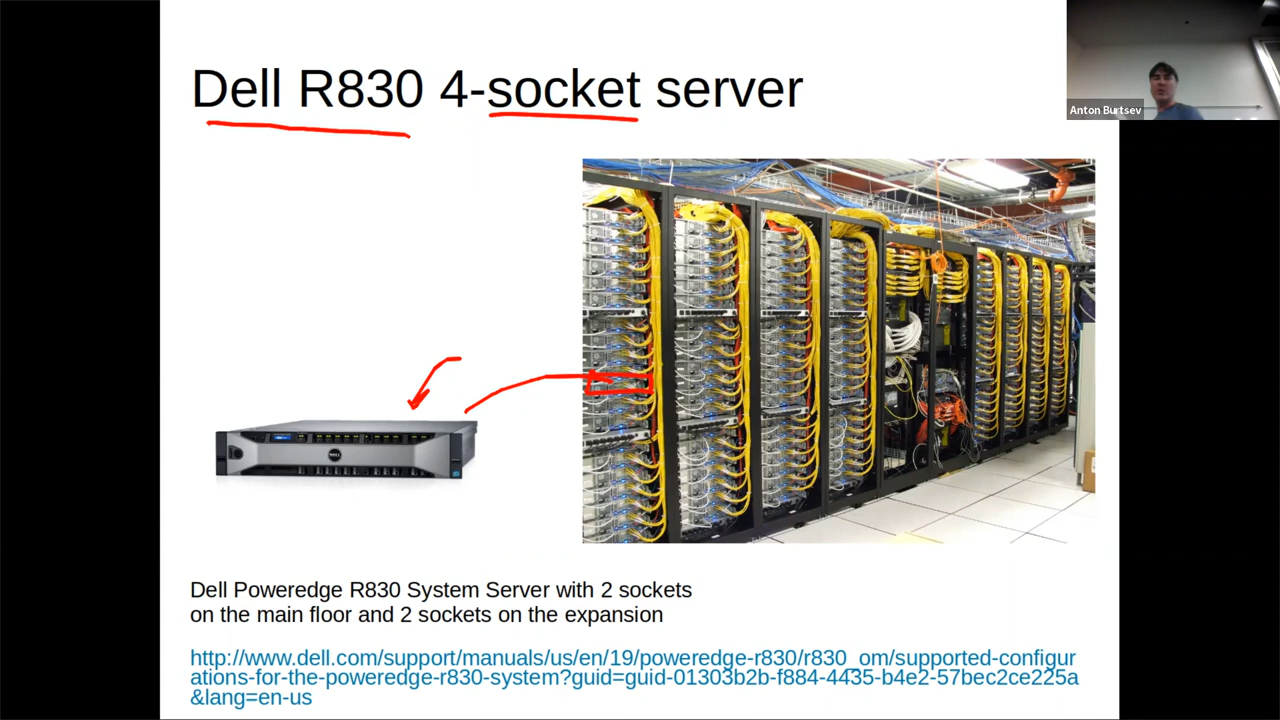 Dell R830 4-socket server
Anton Burtsev
DELL
Dell Poweredge R830 System Server with 2 sockets
on the main floor and 2 sockets on the expansion
http://www.dell.com/support/manuals/us/en/19/poweredge-r830/r830_om/supported-configur
ations-for-the-poweredge-r830-system?guid=guid-01303b2b-f884-4435-b4e2-57bec2ce225a
&lang=en-us